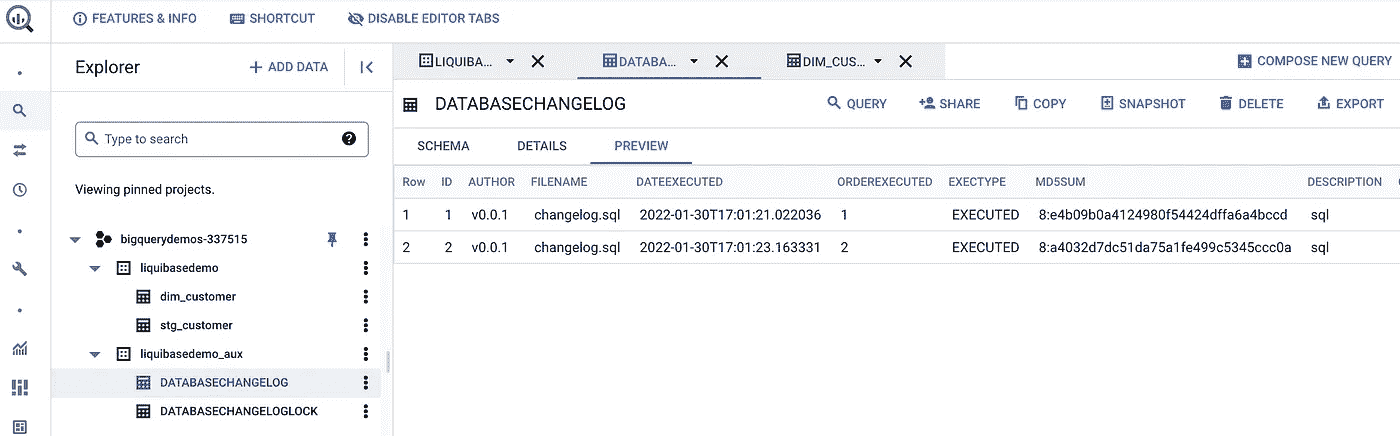 FEATURES & INFO SHORTCUT DISABLE EDITOR TABS
Explorer
+ ADD DATA
Type to search
Viewing pinned projects.
bigquerydemos-337515
liquibasedemo
dim_customer
stg_customer
liquibasedemo_aux
DATABASECHANGELOG
DATABASECHANGELOGLOCK
LIQUIBA... DATABA... DIM_CUS... COMPOSE NEW QUERY
DATABASECHANGELOG QUERY SHARE COPY SNAPSHOT DELETE EXPORT
SCHEMA DETAILS PREVIEW
Row ID AUTHOR FILENAME DATEEXECUTED ORDEREXECUTED EXECTYPE MD5SUM DESCRIPTION
1 1 v0.0.1 changelog.sql 2022-01-30T17:01:21.022036 1 EXECUTED 8:e4b09b0a4124980f54424dffa6a4bccd sql
2 2 v0.0.1 changelog.sql 2022-01-30T17:01:23.163331 2 EXECUTED 8:a4032d7dc51da75a1fe499c5345ccc0a sql